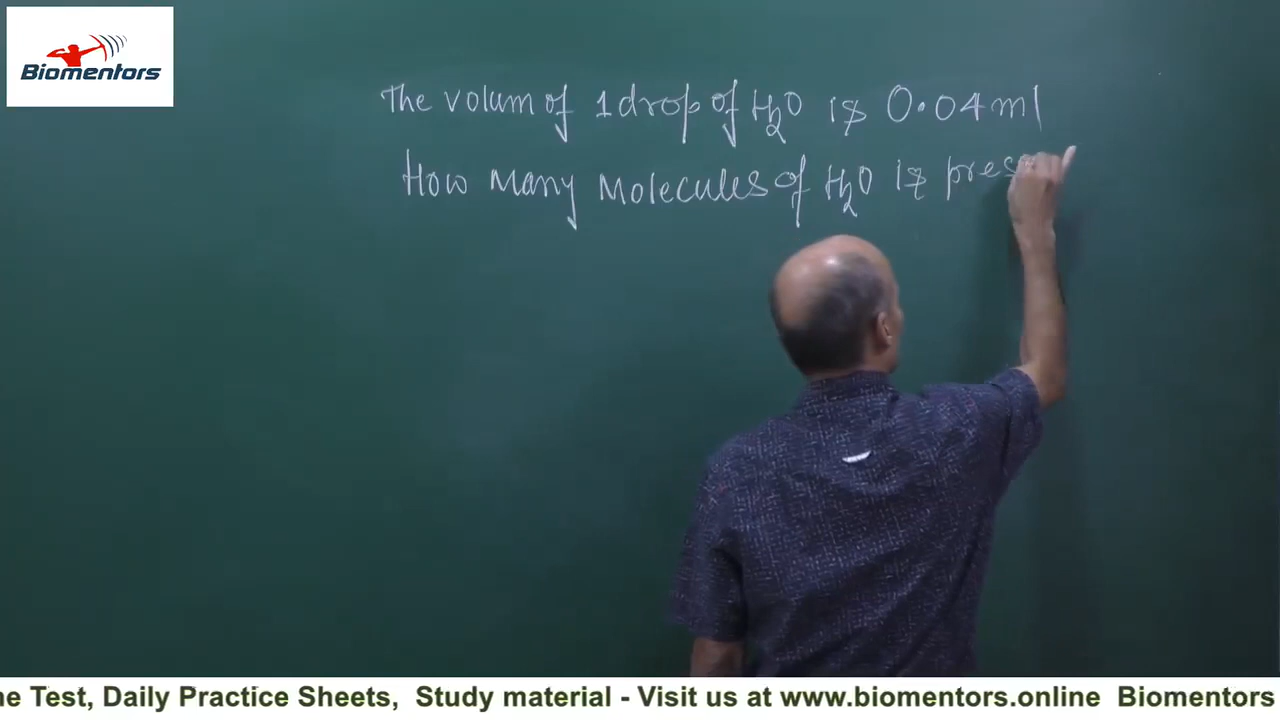 Biomentors
The volum of 1 drop of H₂O is 0.04 ml
How Many Molecules of H₂O is pres
ne Test, Daily Practice Sheets, Study material - Visit us at www.biomentors.online Biomentors